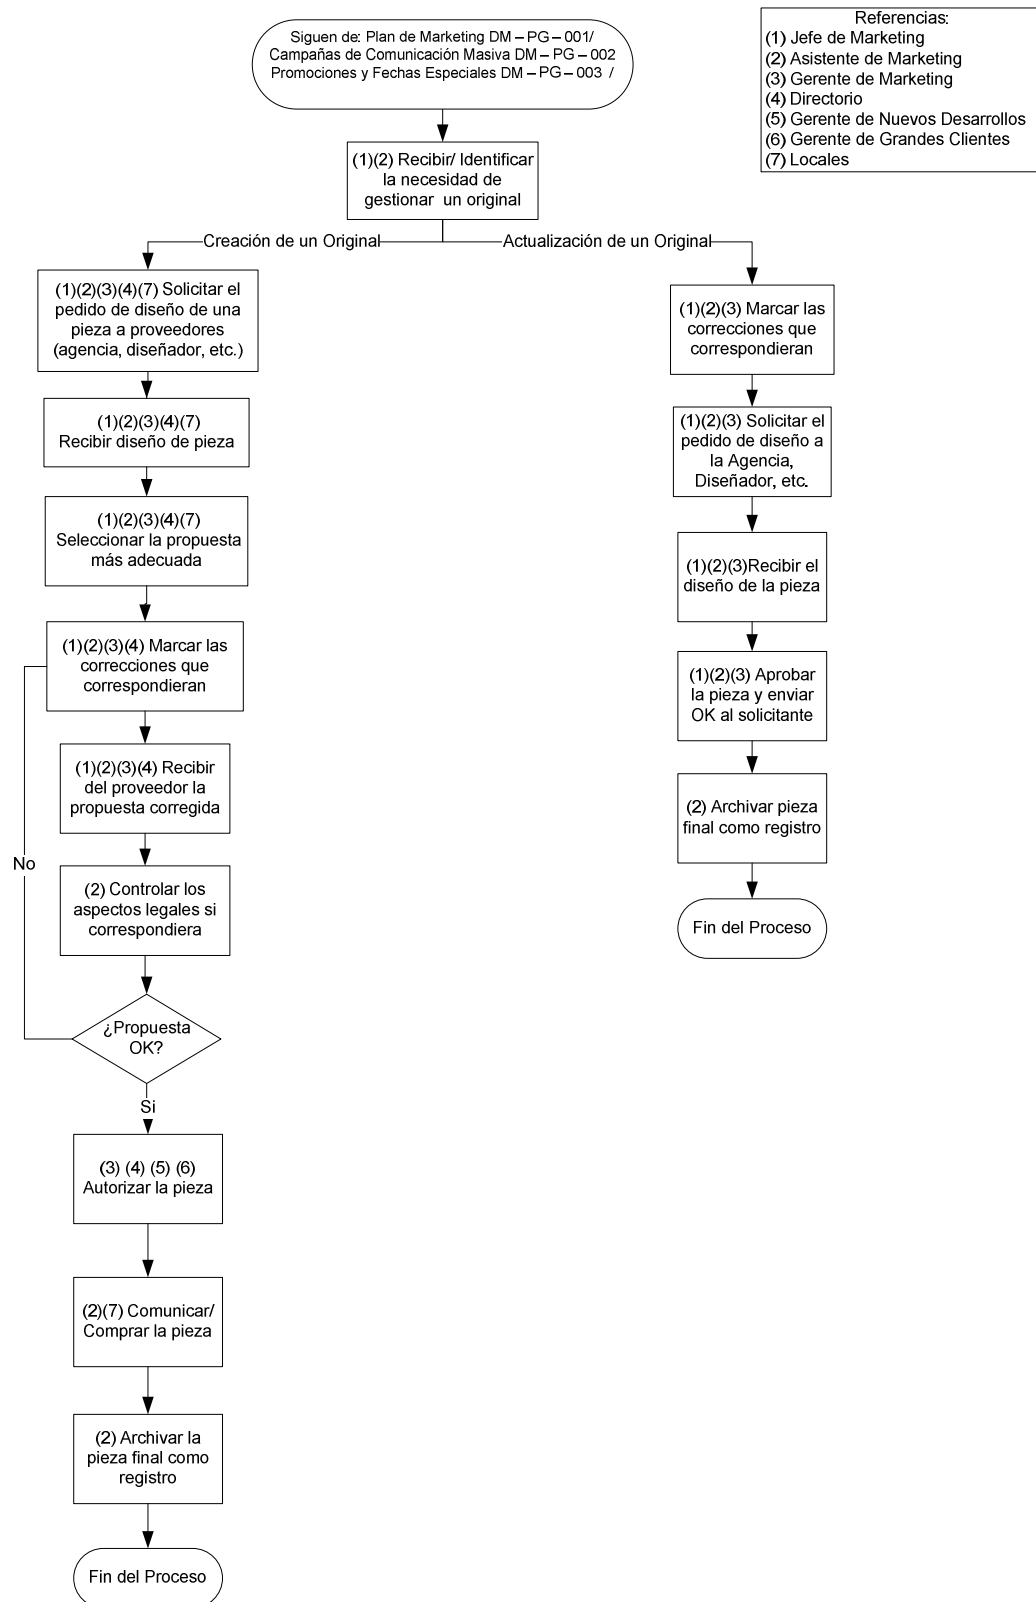 Siguen de: Plan de Marketing DM – PG – 001/
Campañas de Comunicación Masiva DM – PG – 002
Promociones y Fechas Especiales DM – PG – 003 /
Referencias:
(1) Jefe de Marketing
(2) Asistente de Marketing
(3) Gerente de Marketing
(4) Directorio
(5) Gerente de Nuevos Desarrollos
(6) Gerente de Grandes Clientes
(7) Locales
(1)(2) Recibir/ Identificar
la necesidad de
gestionar un original
Creación de un Original
Actualización de un Original
(1)(2)(3)(4)(7) Solicitar el
pedido de diseño de una
pieza a proveedores
(agencia, diseñador, etc.)
(1)(2)(3)(4)(7)
Recibir diseño de pieza
(1)(2)(3)(4)(7)
Seleccionar la propuesta
más adecuada
(1)(2)(3)(4) Marcar las
correcciones que
correspondieran
(1)(2)(3)(4) Recibir
del proveedor la
propuesta corregida
No
(2) Controlar los
aspectos legales si
correspondiera
¿Propuesta
OK?
Si
(3) (4) (5) (6)
Autorizar la pieza
(2)(7) Comunicar/
Comprar la pieza
(2) Archivar la
pieza final como
registro
Fin del Proceso
(1)(2)(3) Marcar las
correcciones que
correspondieran
(1)(2)(3) Solicitar el
pedido de diseño a
la Agencia,
Diseñador, etc.
(1)(2)(3)Recibir el
diseño de la pieza
(1)(2)(3) Aprobar
la pieza y enviar
OK al solicitante
(2) Archivar pieza
final como registro
Fin del Proceso